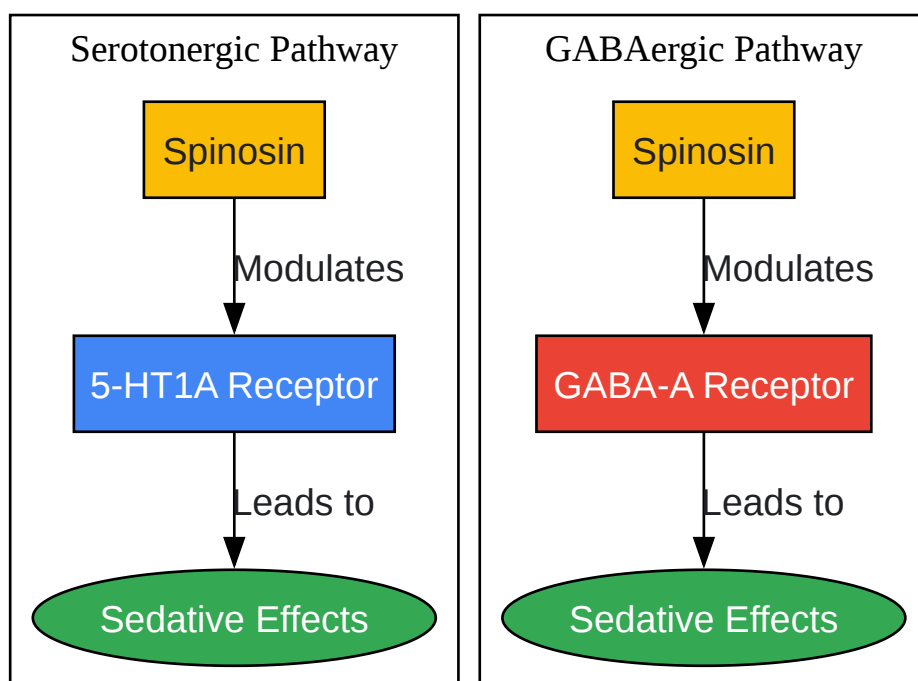 Serotonergic Pathway
Spinosin
Modulates
5-HT1A Receptor
Leads to
Sedative Effects
GABAergic Pathway
Spinosin
Modulates
GABA-A Receptor
Leads to
Sedative Effects